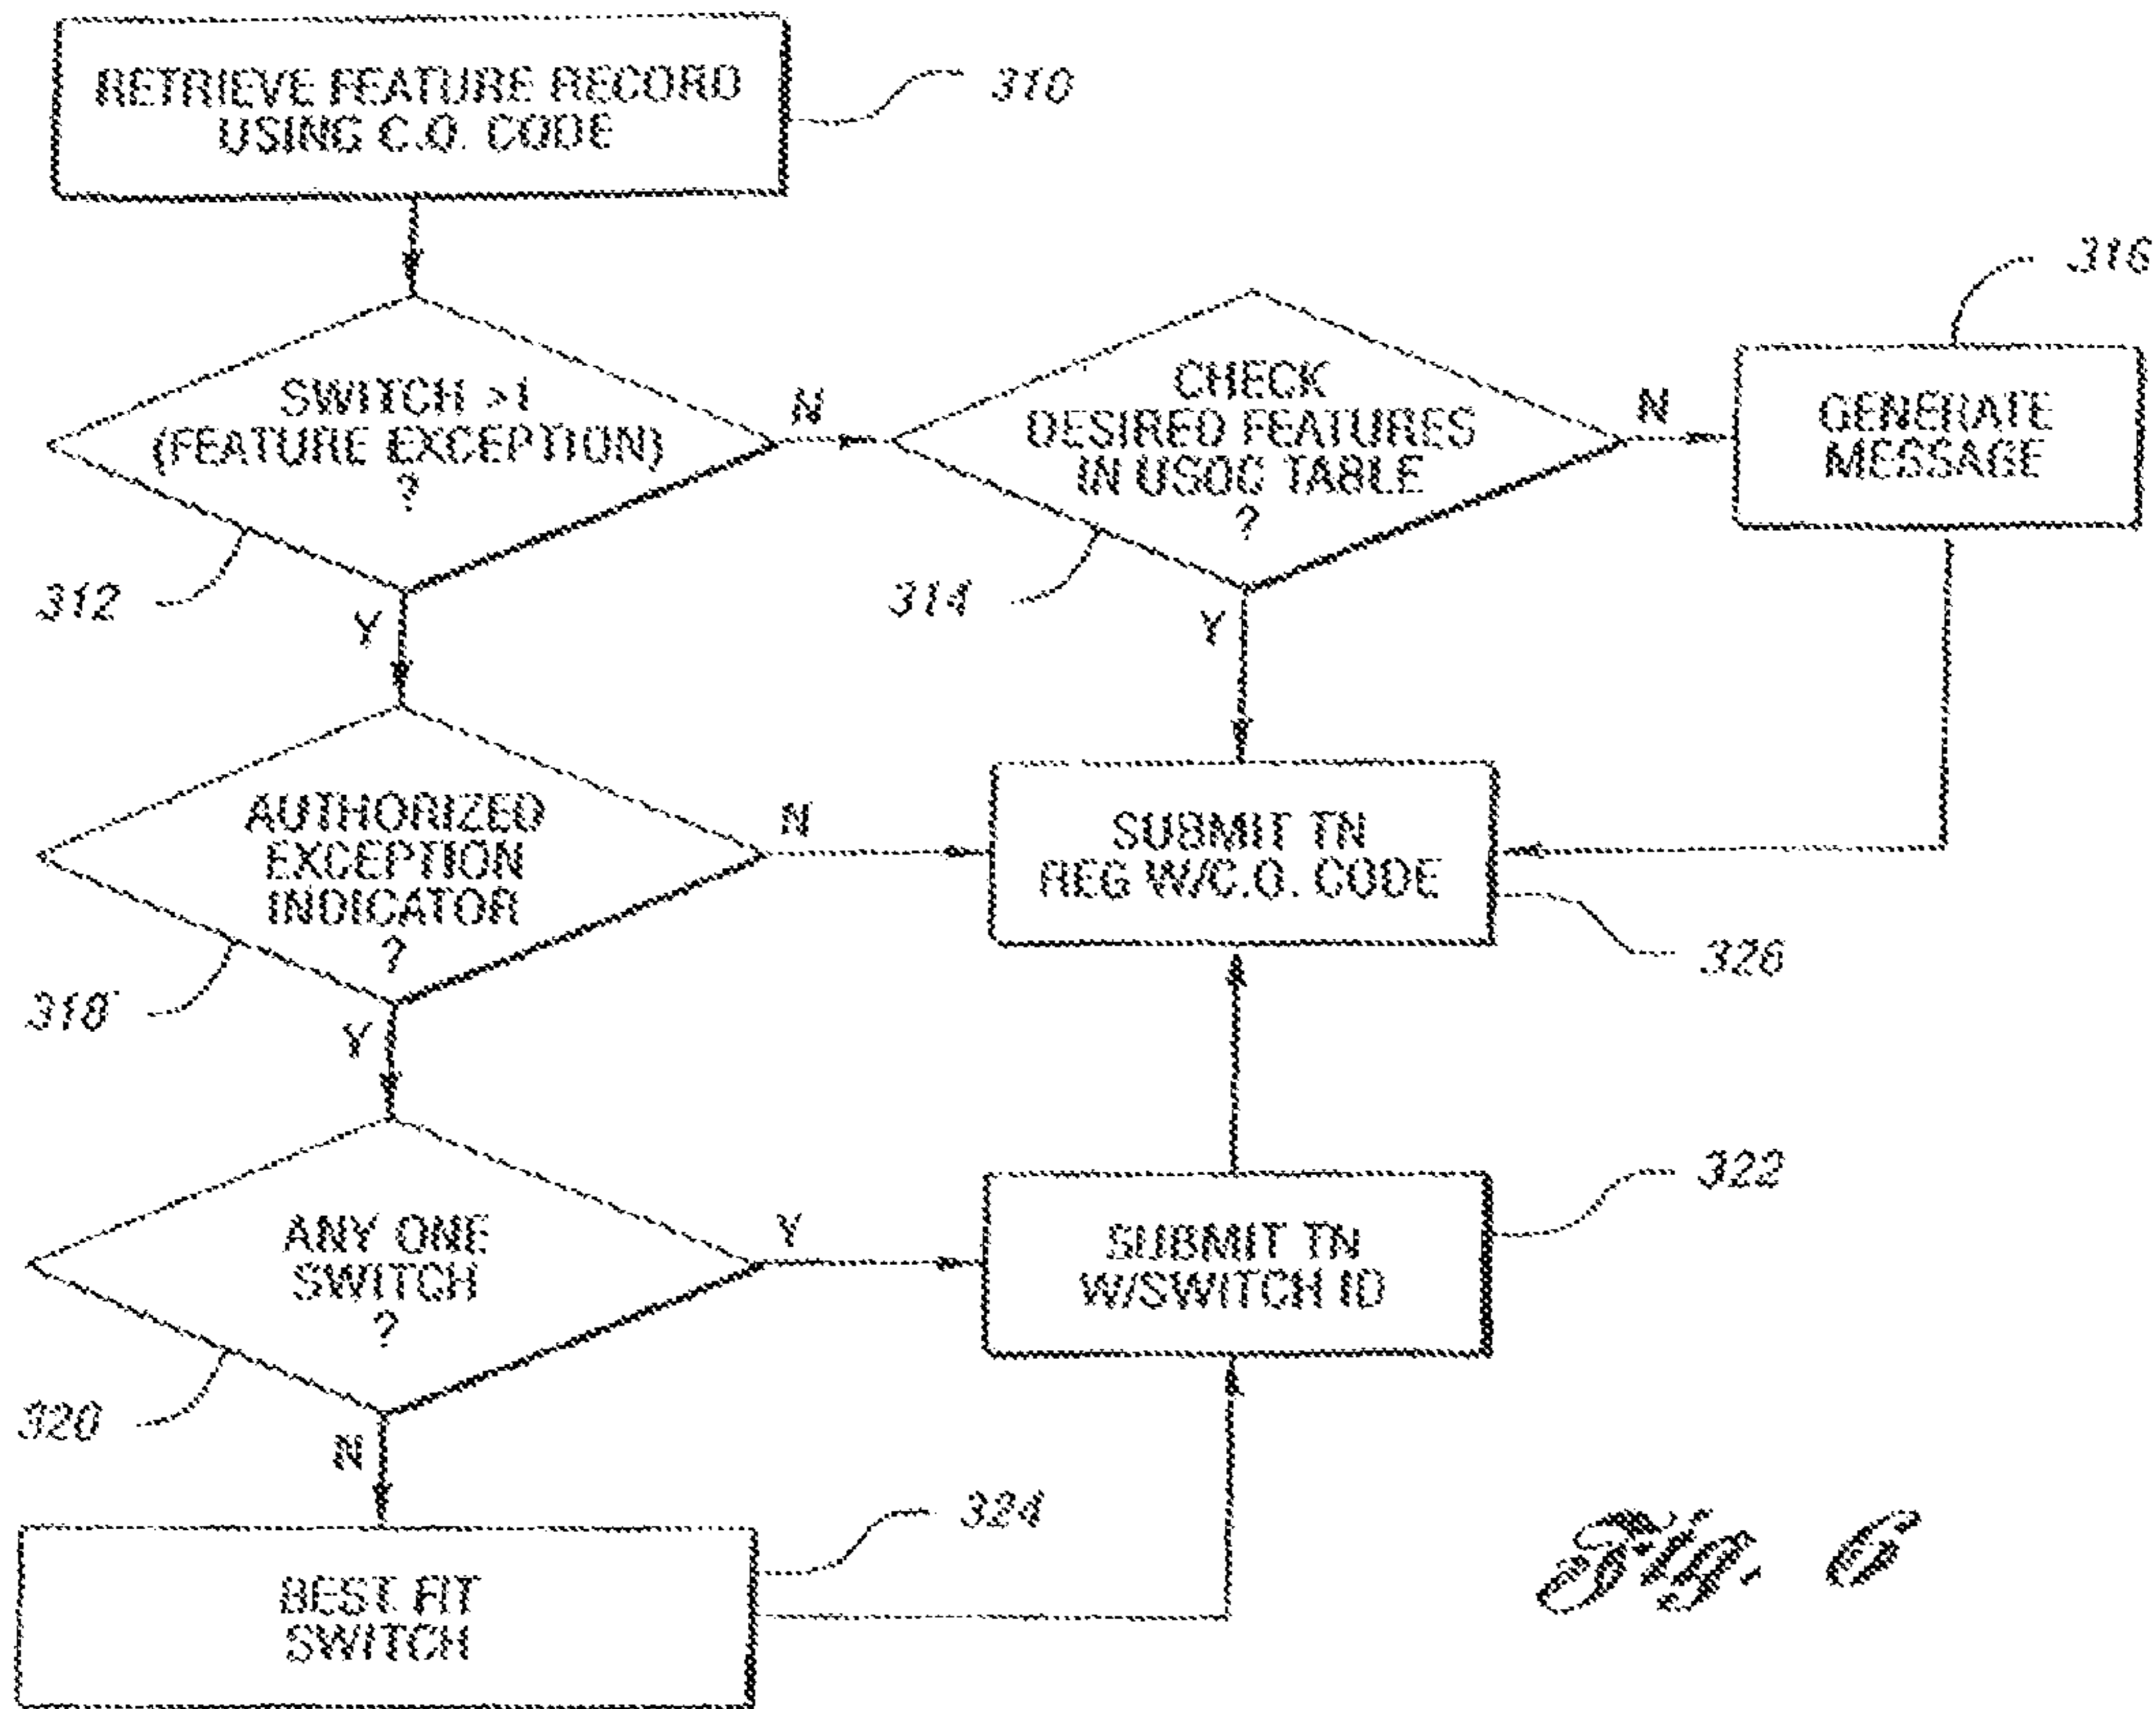 RETRIEVE FEATURE RECORD
USING C.O. CODE
310
SWITCH >1
(FEATURE EXCEPTION)
?
312
N
Y
CHECK
DESIRED FEATURES
IN USOC TABLE
?
314
N
Y
GENERATE
MESSAGE
316
AUTHORIZED
EXCEPTION
INDICATOR
?
318
N
Y
SUBMIT TN
REG W/C.O. CODE
326
ANY ONE
SWITCH
?
320
Y
N
SUBMIT TN
W/SWITCH ID
322
BEST FIT
SWITCH
324
Fig. 6